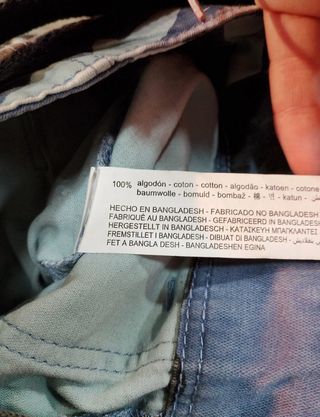 100% algodón - coton - cotton - algodão - katoen - cotone
baumwolle - bomuld - bombaž - 棉 - 면 - katun -
HECHO EN BANGLADESH - FABRICADO NO BANGLADESH
FABRIQUÉ AU BANGLADESH - GEFABRICEERD IN BANGLADESH
HERGESTELLT IN BANGLADESCH - ΚΑΤΑΣΚΕΥΗ ΜΠΑΓΚΛΑΝΤΕΣ
FREMSTILLET I BANGLADESH - DIBUAT DI BANGLADESH -
FET A BANGLA DESH - BANGLADESHEN EGINA